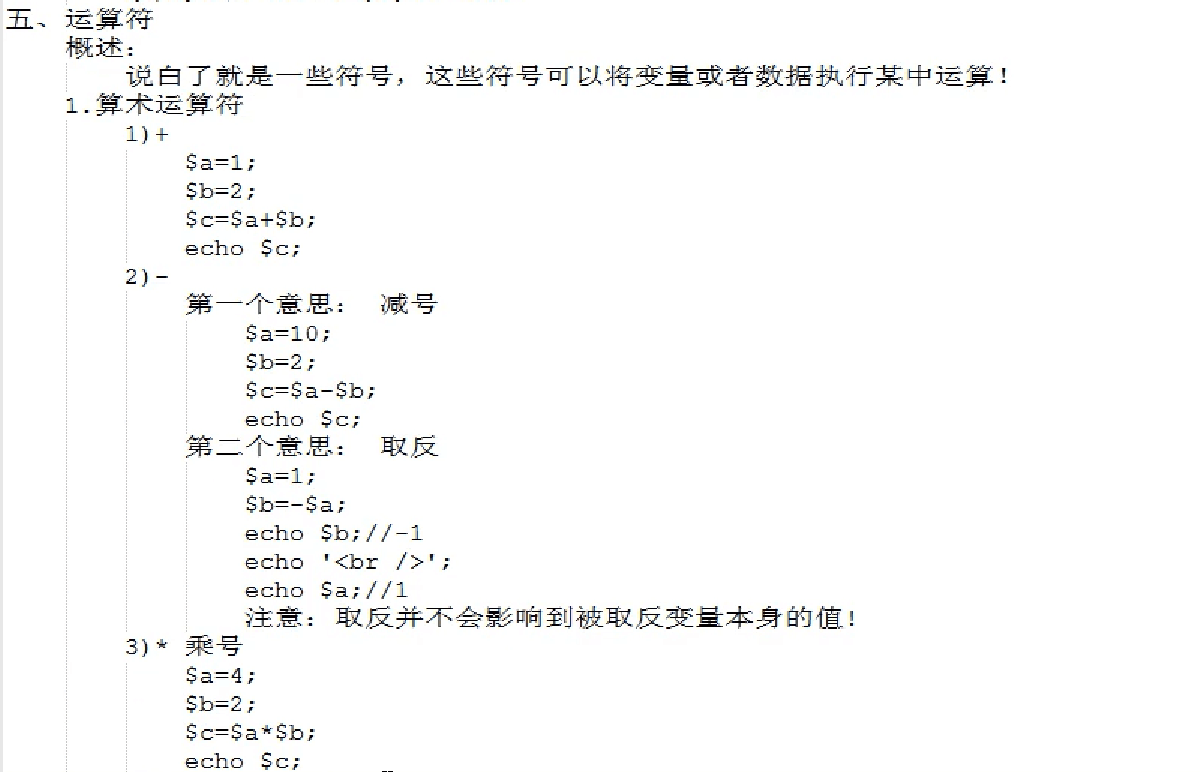 五、运算符
概述：
说白了就是一些符号，这些符号可以将变量或者数据执行某中运算！
1.算术运算符
1)+
$a=1;
$b=2;
$c=$a+$b;
echo $c;
2)-
第一个意思： 减号
$a=10;
$b=2;
$c=$a-$b;
echo $c;
第二个意思： 取反
$a=1;
$b=-$a;
echo $b;//-1
echo '<br />';
echo $a;//1
注意：取反并不会影响到被取反变量本身的值！
3)* 乘号
$a=4;
$b=2;
$c=$a*$b;
echo $c;